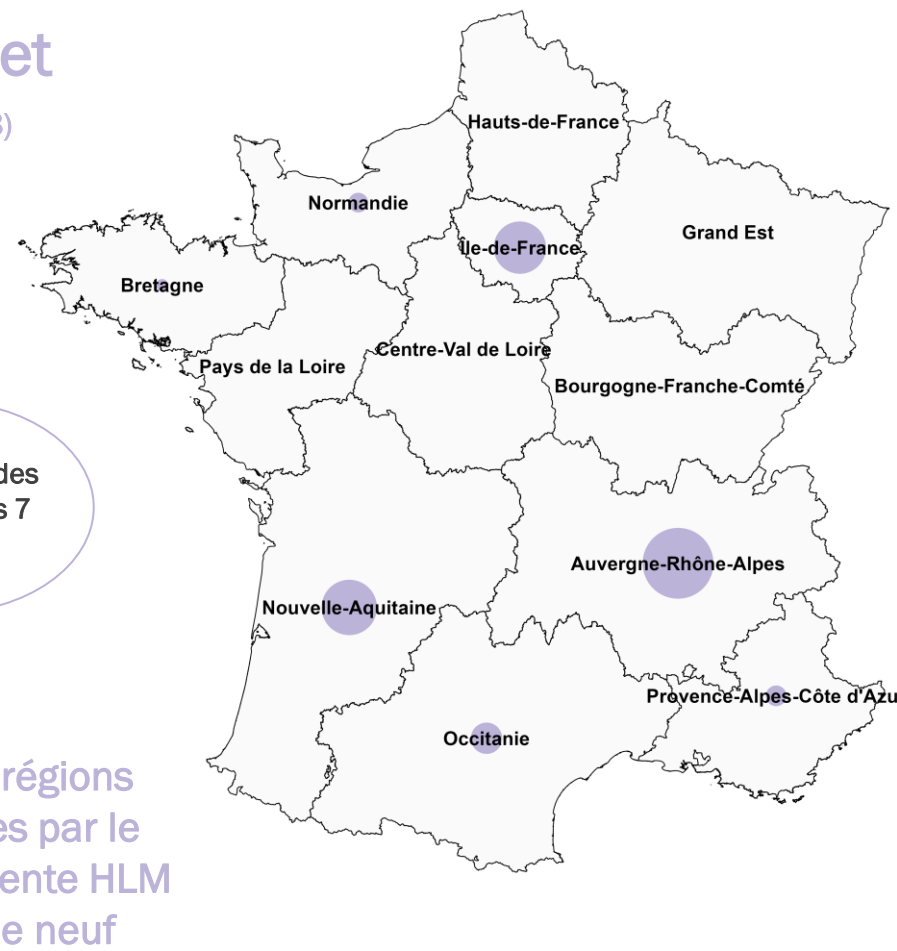 et
)
Hauts-de-France
Normandie
Grand Est
Île-de-France
Bretagne
Centre-Val de Loire
Pays de la Loire
Bourgogne-Franche-Comté
des
s 7
Auvergne-Rhône-Alpes
Nouvelle-Aquitaine
Provence-Alpes-Côte d'Azu
Occitanie
régions
es par le
ente HLM
e neuf